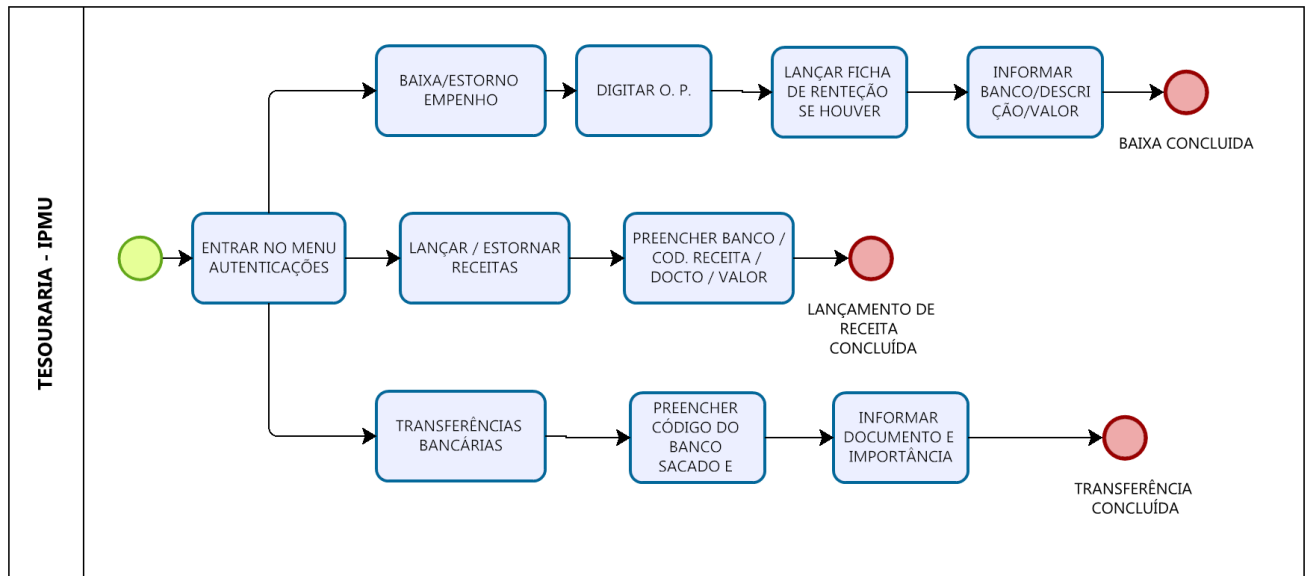 TESOURARIA - IPMU
BAIXA/ESTORNO
EMPENHO
DIGITAR O. P.
LANÇAR FICHA
DE RENTEÇÃO
SE HOUVER
INFORMAR
BANCO/DESCRI
ÇÃO/VALOR
BAIXA CONCLUIDA
ENTRAR NO MENU
AUTENTICAÇÕES
LANÇAR / ESTORNAR
RECEITAS
PREENCHER BANCO /
COD. RECEITA /
DOCTO / VALOR
LANÇAMENTO DE
RECEITA
CONCLUÍDA
TRANSFERÊNCIAS
BANCÁRIAS
PREENCHER
CÓDIGO DO
BANCO
SACADO E
INFORMAR
DOCUMENTO E
IMPORTÂNCIA
TRANSFERÊNCIA
CONCLUÍDA